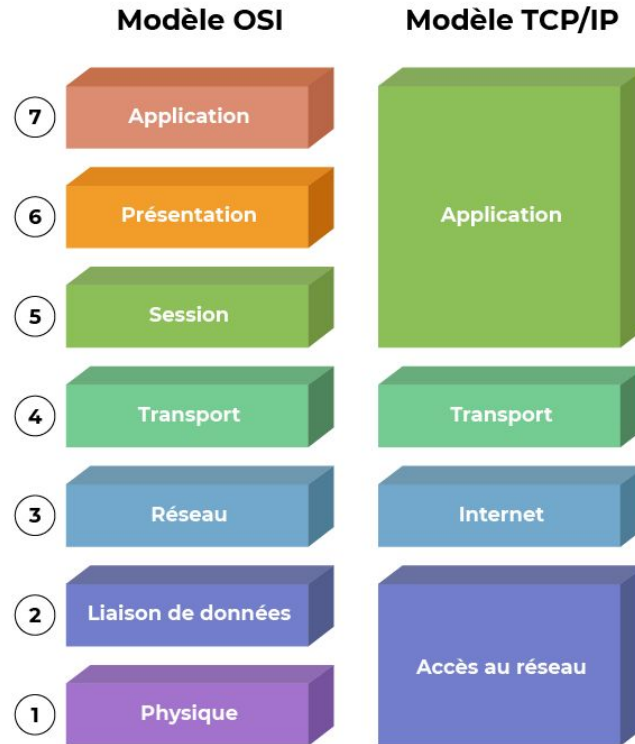 Modèle OSI
Modèle TCP/IP
7
Application
6
Présentation
Application
5
Session
4
Transport
Transport
3
Réseau
Internet
2
Liaison de données
Accès au réseau
1
Physique